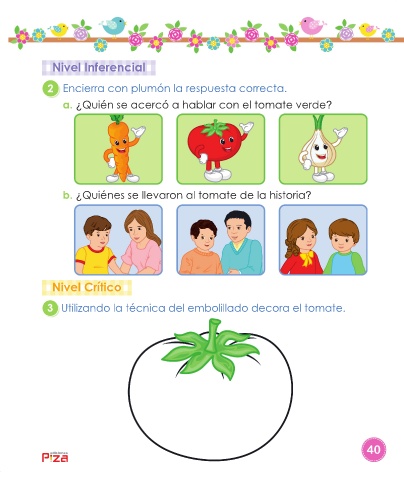 Nivel Inferencial
2 Encierra con plumón la respuesta correcta.
a. ¿Quién se acercó a hablar con el tomate verde?
b. ¿Quiénes se llevaron al tomate de la historia?
Nivel Crítico
3 Utilizando la técnica del embolillado decora el tomate.
Piza
40